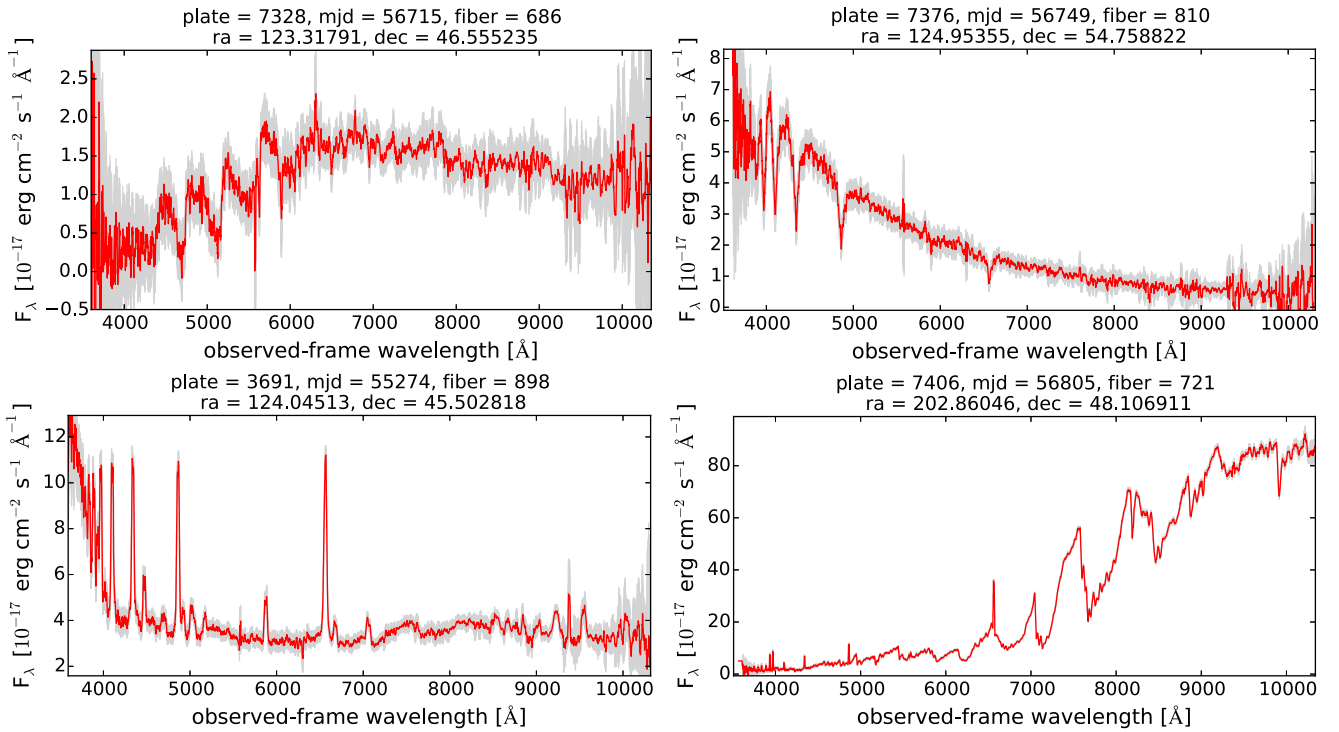 plate = 7328, mjd = 56715, fiber = 686
ra = 123.31791, dec = 46.555235
F_λ [10⁻¹⁷ erg cm⁻² s⁻¹ Å⁻¹ ]
2.5
2.0
1.5
1.0
0.5
0.0
−0.5
4000 5000 6000 7000 8000 9000 10000
observed-frame wavelength [Å]
plate = 7376, mjd = 56749, fiber = 810
ra = 124.95355, dec = 54.758822
F_λ [10⁻¹⁷ erg cm⁻² s⁻¹ Å⁻¹ ]
8
7
6
5
4
3
2
1
0
4000 5000 6000 7000 8000 9000 10000
observed-frame wavelength [Å]
plate = 3691, mjd = 55274, fiber = 898
ra = 124.04513, dec = 45.502818
F_λ [10⁻¹⁷ erg cm⁻² s⁻¹ Å⁻¹ ]
12
10
8
6
4
2
4000 5000 6000 7000 8000 9000 10000
observed-frame wavelength [Å]
plate = 7406, mjd = 56805, fiber = 721
ra = 202.86046, dec = 48.106911
F_λ [10⁻¹⁷ erg cm⁻² s⁻¹ Å⁻¹ ]
80
60
40
20
0
4000 5000 6000 7000 8000 9000 10000
observed-frame wavelength [Å]